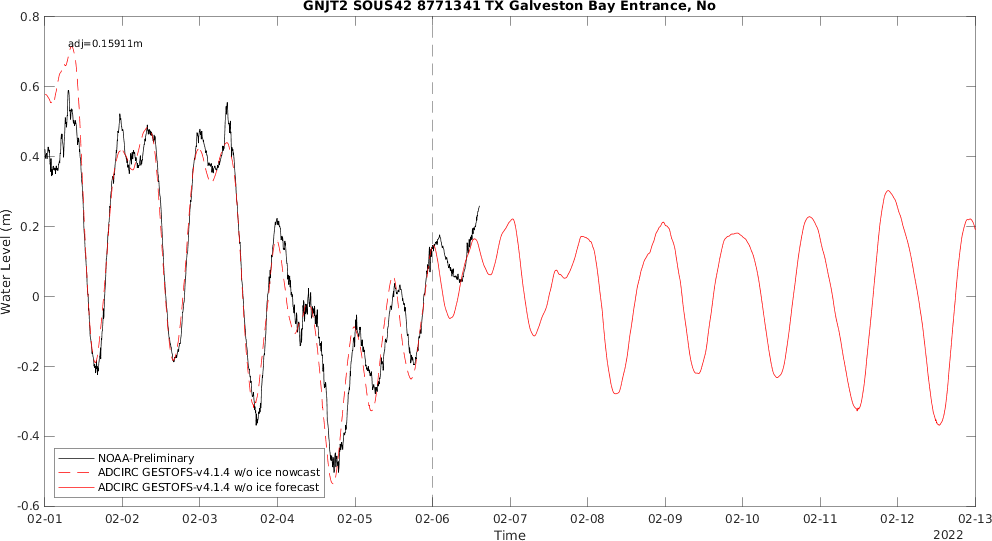 GNJT2 SOUS42 8771341 TX Galveston Bay Entrance, No
adj=0.15911m
0.8
0.6
0.4
0.2
0
-0.2
-0.4
-0.6
Water Level (m)
NOAA-Preliminary
ADCIRC GESTOFS-v4.1.4 w/o ice nowcast
ADCIRC GESTOFS-v4.1.4 w/o ice forecast
02-01 02-02 02-03 02-04 02-05 02-06 02-07 02-08 02-09 02-10 02-11 02-12 02-13
Time
2022